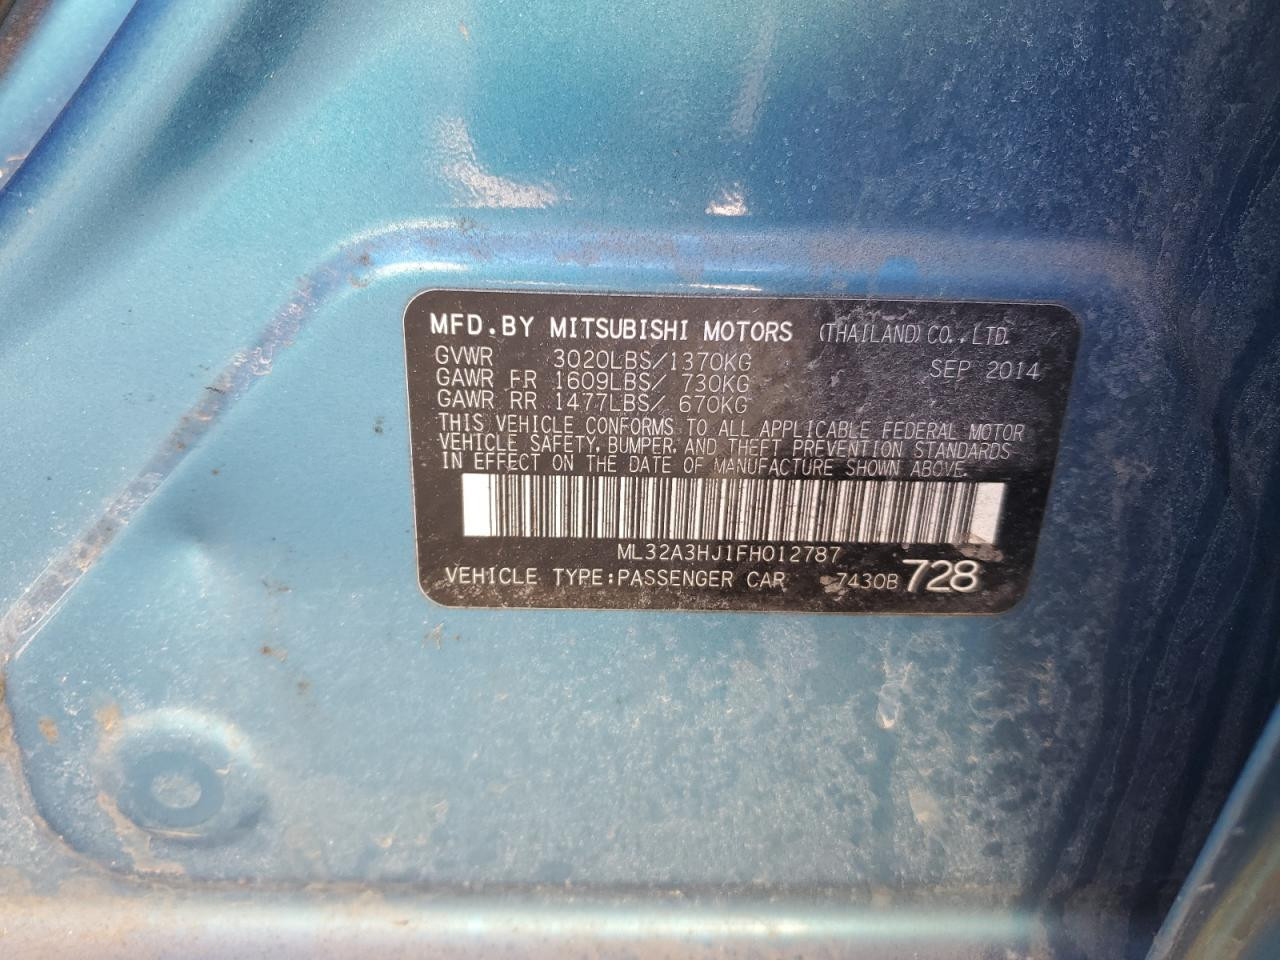 MFD.BY MITSUBISHI MOTORS (THAILAND) CO.,LTD.
GVWR 3020LBS/1370KG SEP 2014
GAWR FR 1609LBS/ 730KG
GAWR RR 1477LBS/ 670KG
THIS VEHICLE CONFORMS TO ALL APPLICABLE FEDERAL MOTOR
VEHICLE SAFETY, BUMPER, AND THEFT PREVENTION STANDARDS
IN EFFECT ON THE DATE OF MANUFACTURE SHOWN ABOVE.
ML32A3HJ1FH012787
VEHICLE TYPE:PASSENGER CAR 7430B 728